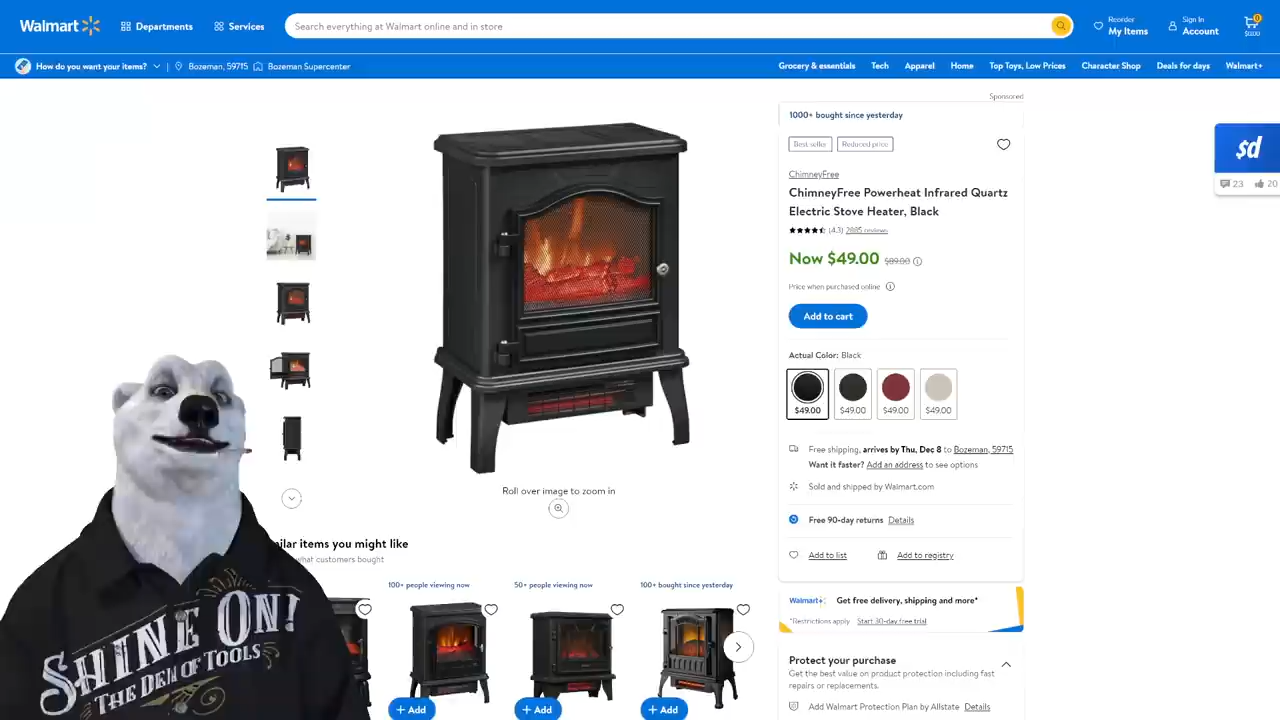 Walmart
Departments
Services
Search everything at Walmart online and in store
Reorder
My Items
Sign In
Account
0
$0.00
How do you want your items?
Bozeman, 59715
Bozeman Supercenter
Grocery & essentials
Tech
Apparel
Home
Top Toys, Low Prices
Character Shop
Deals for days
Walmart+
Sponsored
1000+ bought since yesterday
Best seller
Reduced price
ChimneyFree
ChimneyFree Powerheat Infrared Quartz
Electric Stove Heater, Black
(4.3) 2885 reviews
Now $49.00 $89.00
Price when purchased online
Add to cart
Actual Color: Black
$49.00
$49.00
$49.00
$49.00
Free shipping, arrives by Thu, Dec 8 to Bozeman, 59715
Want it faster? Add an address to see options
Sold and shipped by Walmart.com
Free 90-day returns Details
Add to list
Add to registry
Walmart+ Get free delivery, shipping and more*
*Restrictions apply Start 30-day free trial
Protect your purchase
Get the best value on product protection including fast
repairs or replacements.
Add Walmart Protection Plan by Allstate Details
$d
23
20
Roll over image to zoom in
ilar items you might like
what customers bought
100+ people viewing now
50+ people viewing now
100+ bought since yesterday
+ Add
+ Add
+ Add
SHINE ON!
THE DEN OF TOOLS